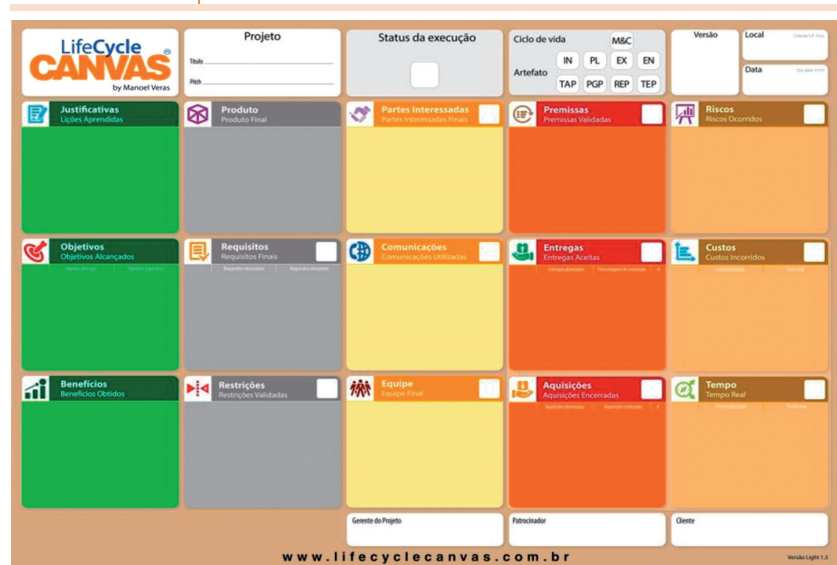 LifeCycle
CANVAS ®
by Manoel Veras
Projeto
Título
Pitch
Status da execução
Ciclo de vida
M&C
IN PL EX EN
Artefato
TAP PGP REP TEP
Versão
Local
Data
Justificativas
Lições Aprendidas
Produto
Produto Final
Partes Interessadas
Partes Interessadas Finais
Premissas
Premissas Validadas
Riscos
Riscos Ocorridos
Objetivos
Objetivos Alcançados
Requisitos
Requisitos Finais
Comunicações
Comunicações Utilizadas
Entregas
Entregas Aceitas
Custos
Custos Incorridos
Benefícios
Benefícios Obtidos
Restrições
Restrições Validadas
Equipe
Equipe Final
Aquisições
Aquisições Encerradas
Tempo
Tempo Real
Gerente do Projeto
Patrocinador
Cliente
www.lifecyclecanvas.com.br
Versão Light 1.3